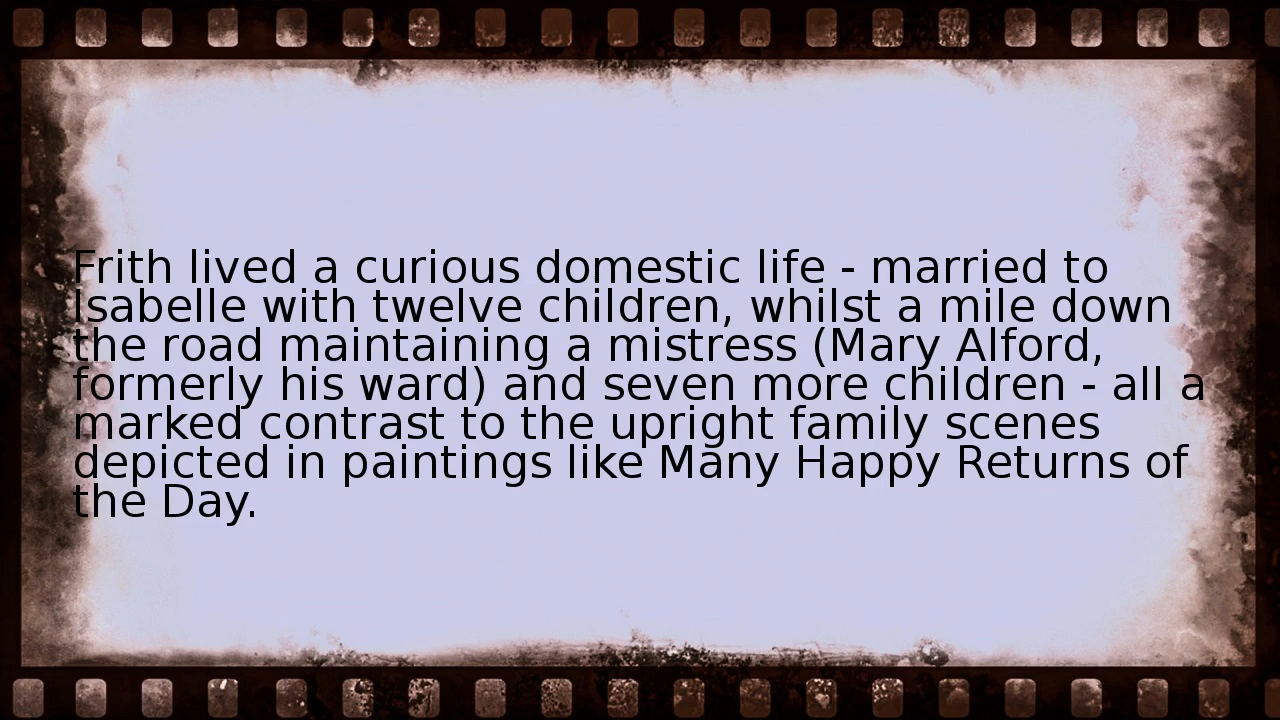 Frith lived a curious domestic life - married to
Isabelle with twelve children, whilst a mile down
the road maintaining a mistress (Mary Alford,
formerly his ward) and seven more children - all a
marked contrast to the upright family scenes
depicted in paintings like Many Happy Returns of
the Day.